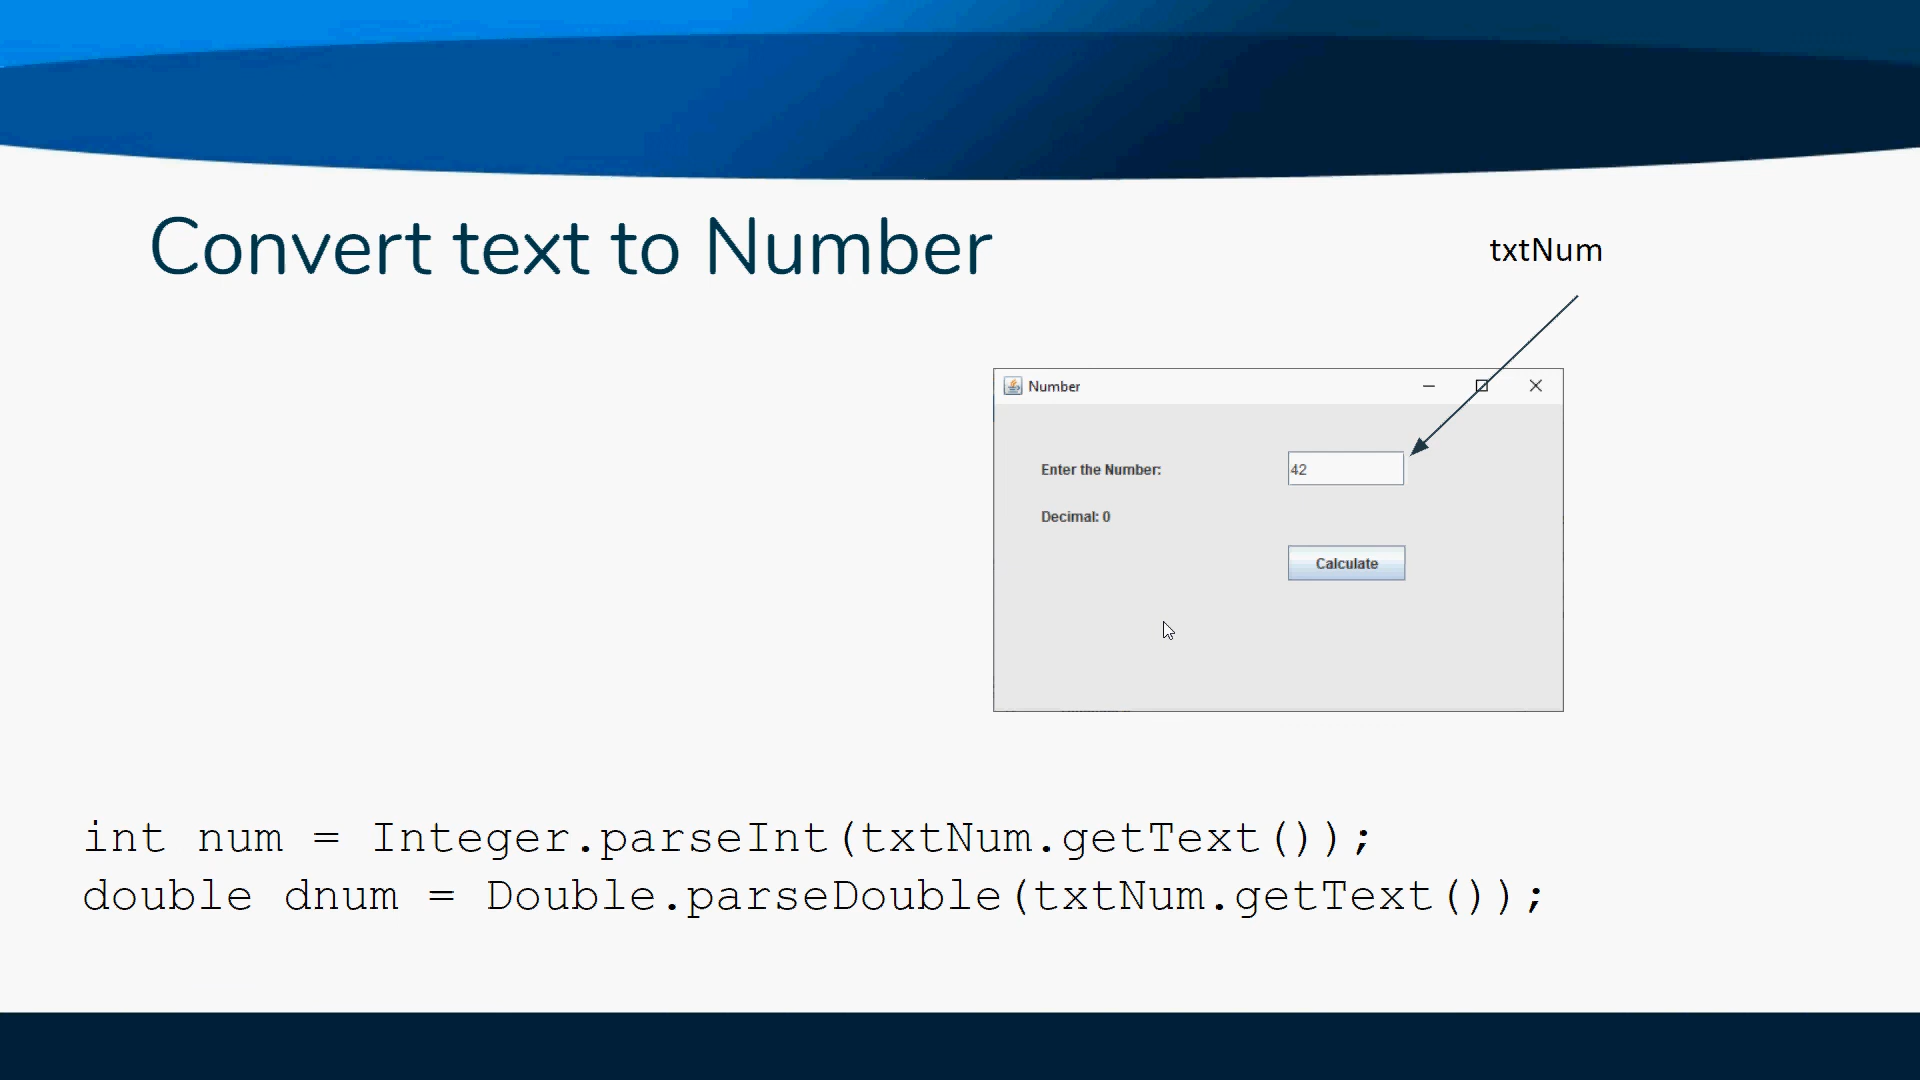 Convert text to Number
txtNum
Number
Enter the Number:
42
Decimal: 0
Calculate
int num = Integer.parseInt(txtNum.getText());
double dnum = Double.parseDouble(txtNum.getText());